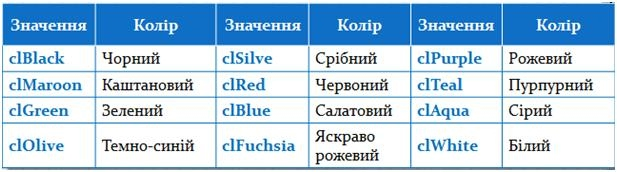 Значення Колір Значення Колір Значення Колір
clBlack Чорний clSilve Срібний clPurple Рожевий
clMaroon Каштановий clRed Червоний clTeal Пурпурний
clGreen Зелений clBlue Салатовий clAqua Сірий
clOlive Темно-синій clFuchsia Яскраво рожевий clWhite Білий